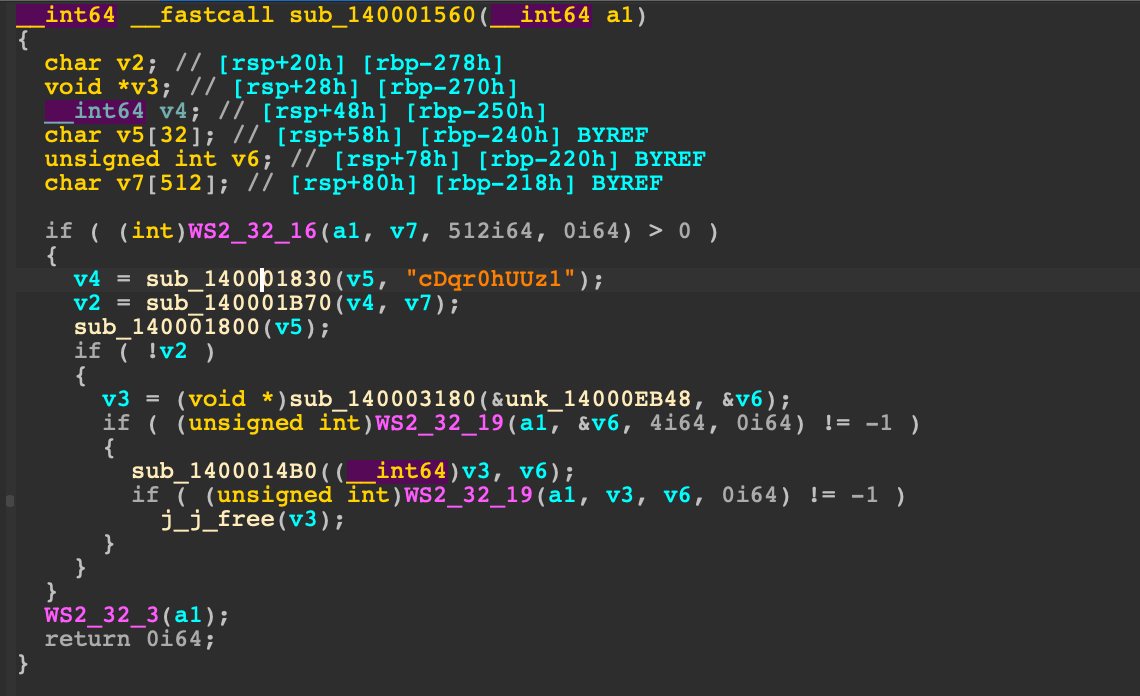 __int64 __fastcall sub_140001560(__int64 a1)
{
  char v2; // [rsp+20h] [rbp-278h]
  void *v3; // [rsp+28h] [rbp-270h]
  __int64 v4; // [rsp+48h] [rbp-250h]
  char v5[32]; // [rsp+58h] [rbp-240h] BYREF
  unsigned int v6; // [rsp+78h] [rbp-220h] BYREF
  char v7[512]; // [rsp+80h] [rbp-218h] BYREF

  if ( (int)WS2_32_16(a1, v7, 512i64, 0i64) > 0 )
  {
    v4 = sub_140001830(v5, "cDqr0hUUz1");
    v2 = sub_140001B70(v4, v7);
    sub_140001800(v5);
    if ( !v2 )
    {
      v3 = (void *)sub_140003180(&unk_14000EB48, &v6);
      if ( (unsigned int)WS2_32_19(a1, &v6, 4i64, 0i64) != -1 )
      {
        sub_1400014B0((__int64)v3, v6);
        if ( (unsigned int)WS2_32_19(a1, v3, v6, 0i64) != -1 )
          j_j_free(v3);
      }
    }
  }
  WS2_32_3(a1);
  return 0i64;
}